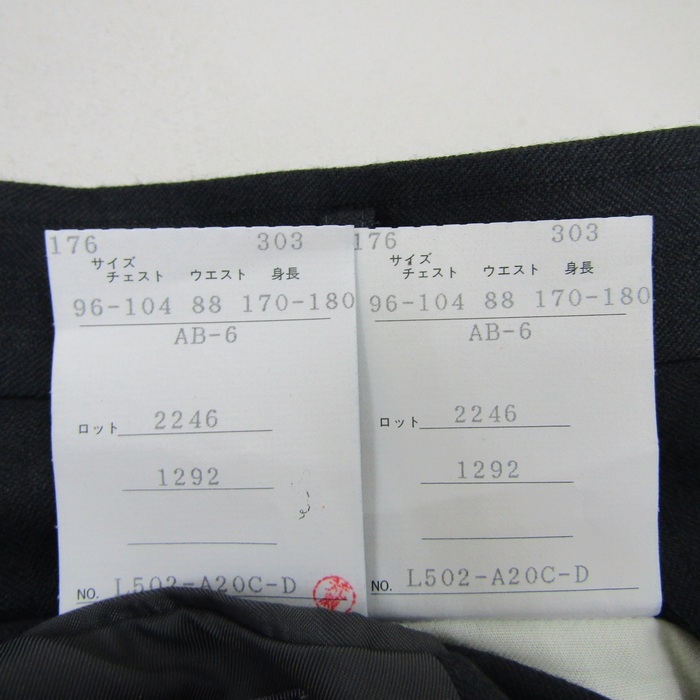 176 303
サイズ
チェスト ウエスト 身長
96-104 88 170-180
AB-6
ロット 2246
1292
NO. L502-A20C-D
176 303
サイズ
チェスト ウエスト 身長
96-104 88 170-180
AB-6
ロット 2246
1292
NO. L502-A20C-D